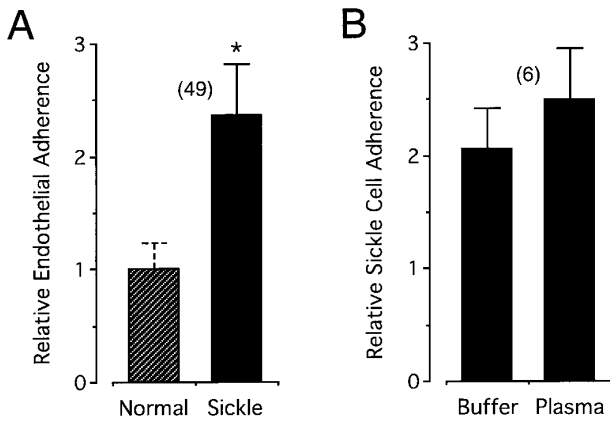 A
Relative Endothelial Adherence
3
2
1
0
(49)
*
Normal Sickle
B
Relative Sickle Cell Adherence
3
2
1
0
(6)
Buffer Plasma